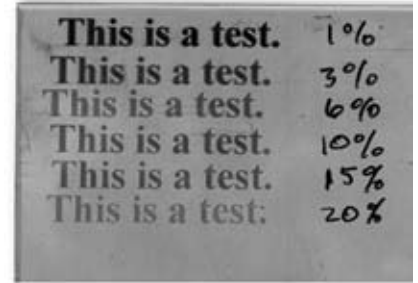 This is a test. 1%
This is a test. 3%
This is a test. 6%
This is a test. 10%
This is a test. 15%
This is a test. 20%